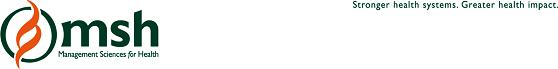 Stronger health systems. Greater health impact.
msh
Management Sciences for Health